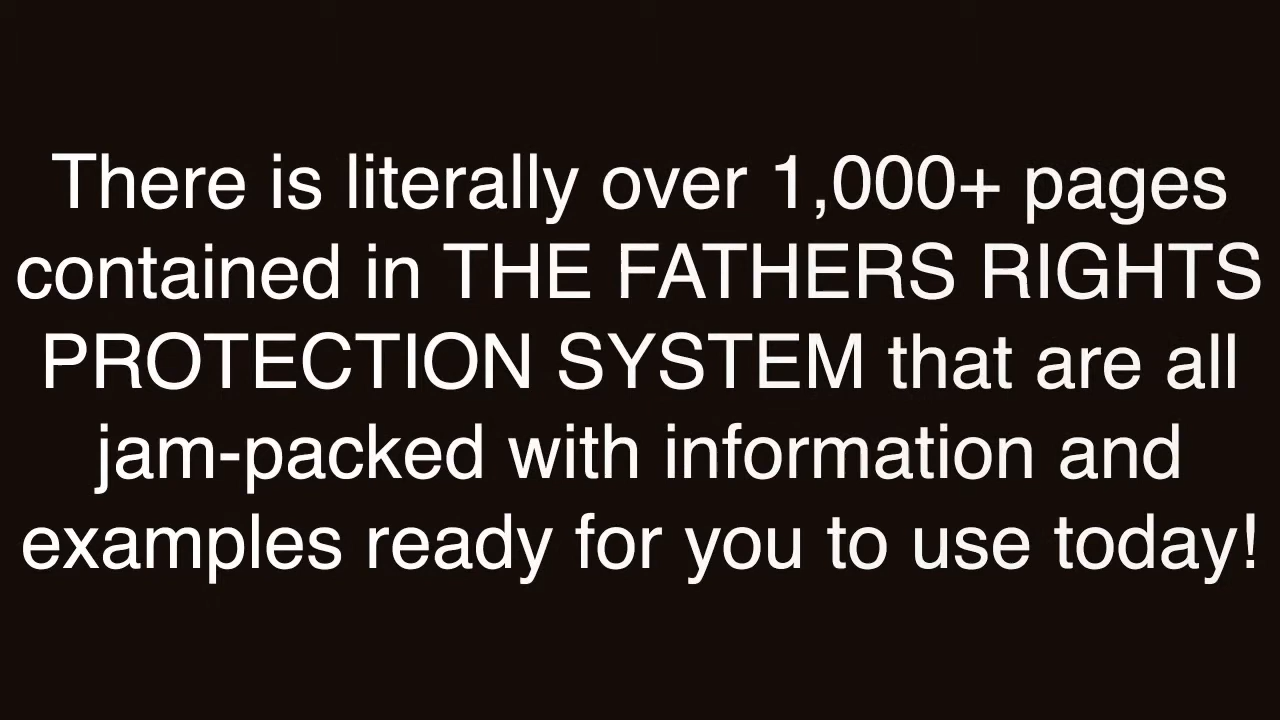 There is literally over 1,000+ pages
contained in THE FATHERS RIGHTS
PROTECTION SYSTEM that are all
jam-packed with information and
examples ready for you to use today!